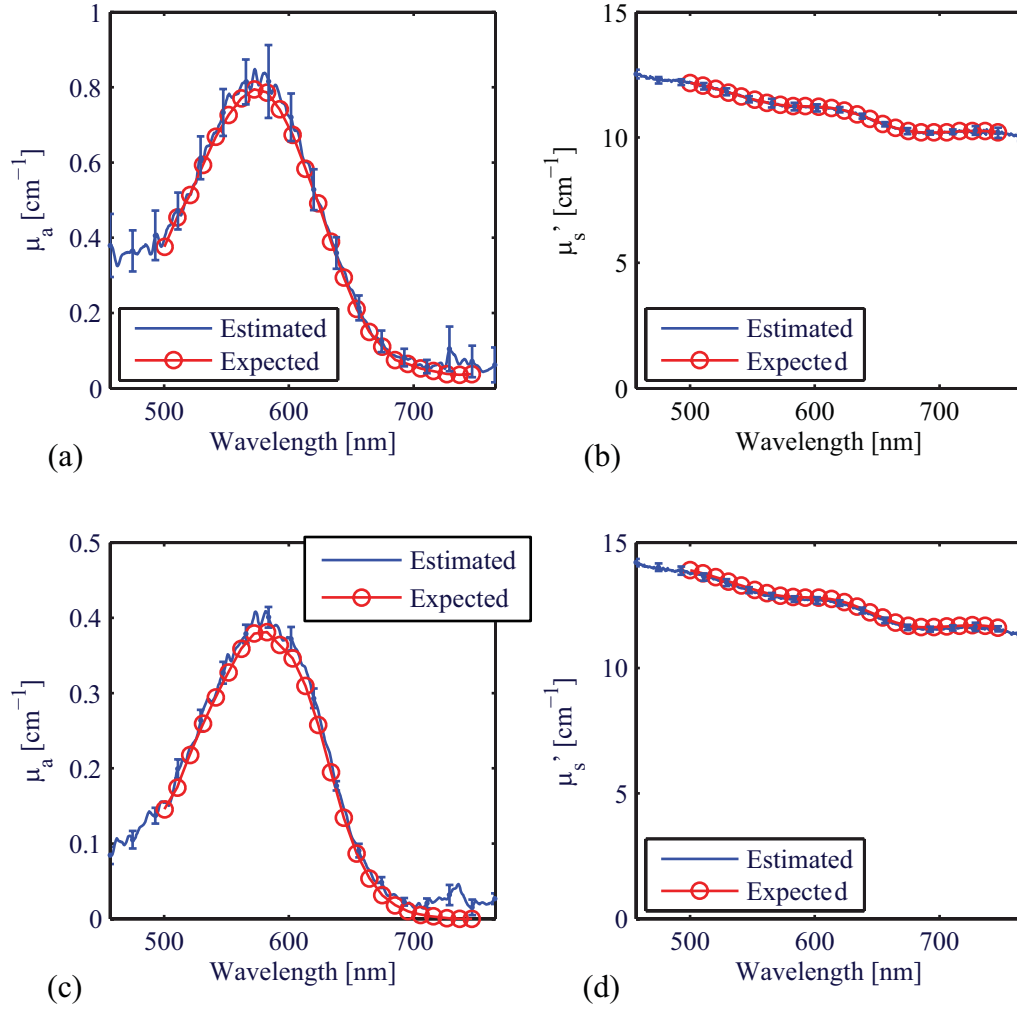 1
0.8
0.6
0.4
0.2
0
μa [cm−1]
Estimated
Expected
500 600 700
Wavelength [nm]
(a)
15
10
5
0
μs’ [cm−1]
Estimated
Expected
500 600 700
Wavelength [nm]
(b)
0.5
0.4
0.3
0.2
0.1
0
μa [cm−1]
Estimated
Expected
500 600 700
Wavelength [nm]
(c)
15
10
5
0
μs’ [cm−1]
Estimated
Expected
500 600 700
Wavelength [nm]
(d)